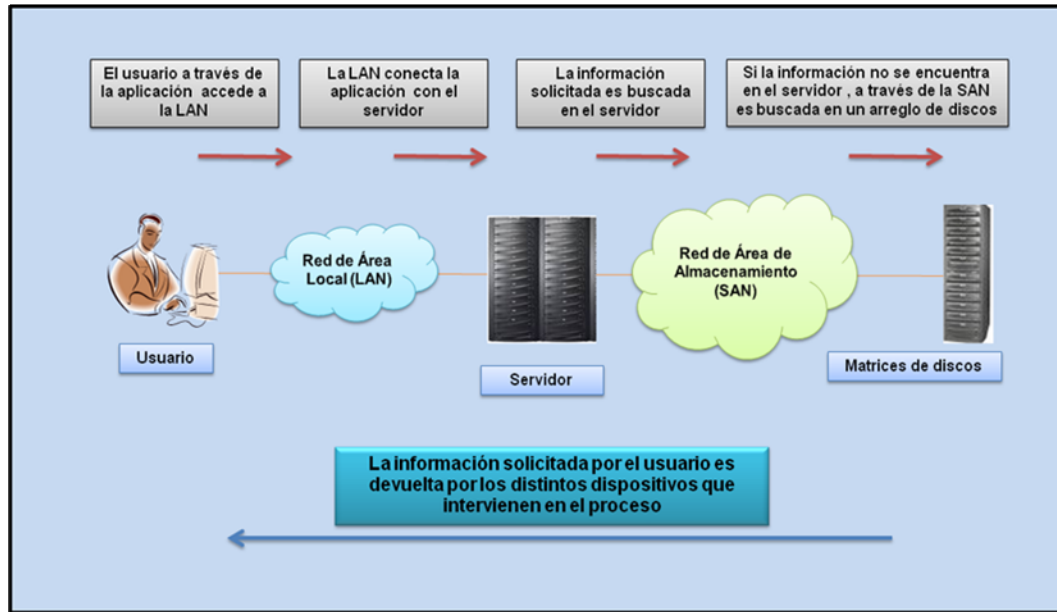 El usuario a través de
la aplicación accede a
la LAN
La LAN conecta la
aplicación con el
servidor
La información
solicitada es buscada
en el servidor
Si la información no se encuentra
en el servidor , a través de la SAN
es buscada en un arreglo de discos
Red de Área
Local (LAN)
Red de Área de
Almacenamiento
(SAN)
Usuario
Servidor
Matrices de discos
La información solicitada por el usuario es
devuelta por los distintos dispositivos que
intervienen en el proceso